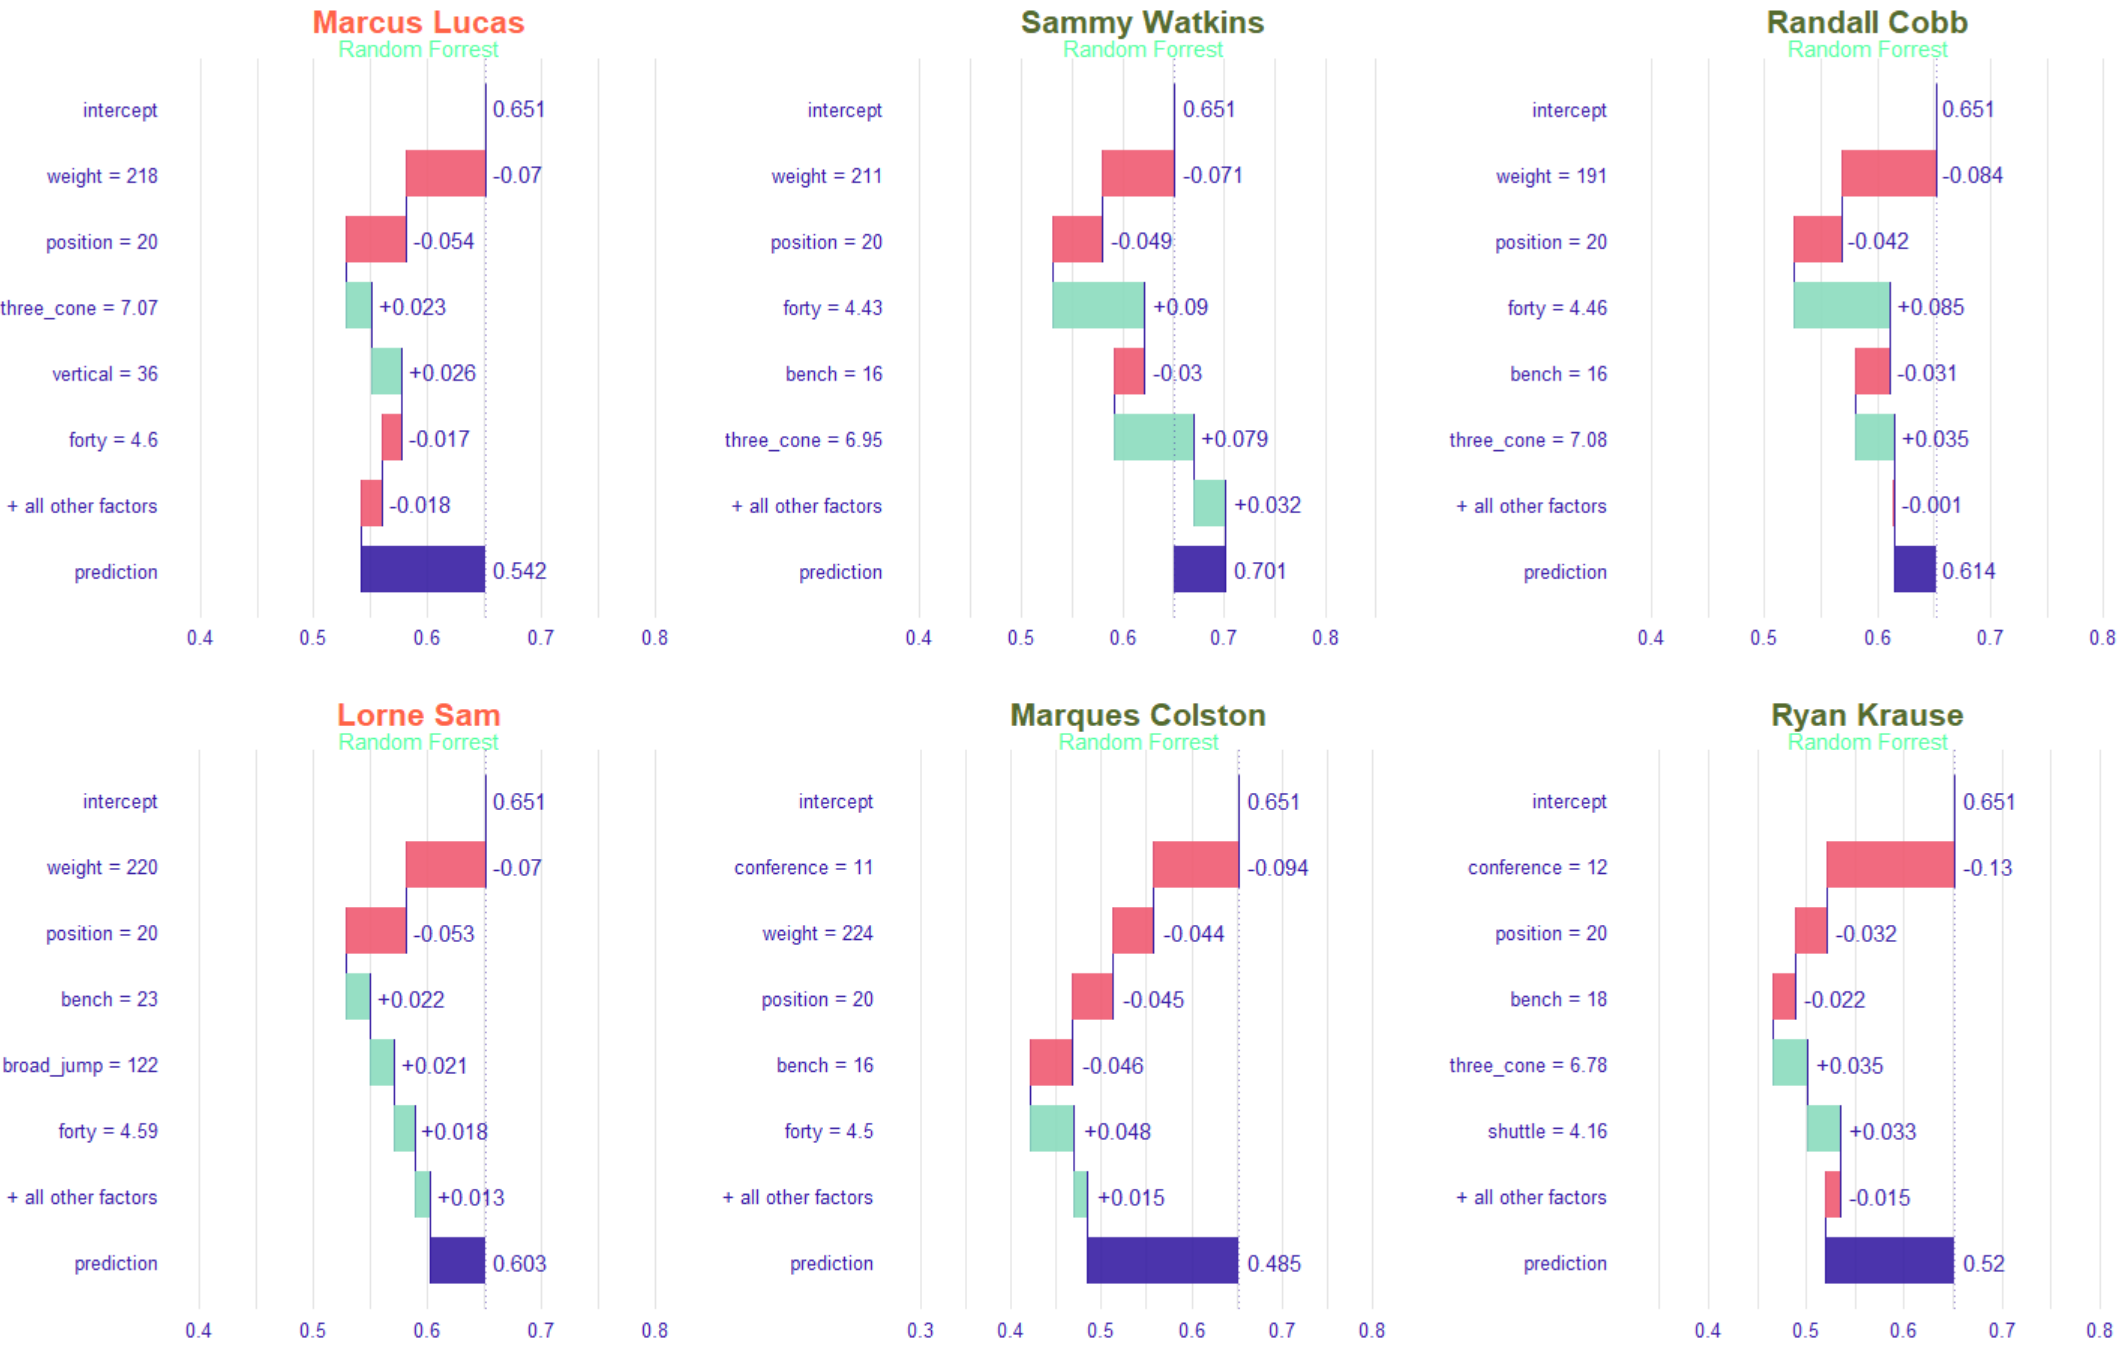 Marcus Lucas
Random Forrest
intercept
0.651
weight = 218
-0.07
position = 20
-0.054
three_cone = 7.07
+0.023
vertical = 36
+0.026
forty = 4.6
-0.017
+ all other factors
-0.018
prediction
0.542
0.4 0.5 0.6 0.7 0.8
Sammy Watkins
Random Forrest
intercept
0.651
weight = 211
-0.071
position = 20
-0.049
forty = 4.43
+0.09
bench = 16
-0.03
three_cone = 6.95
+0.079
+ all other factors
+0.032
prediction
0.701
0.4 0.5 0.6 0.7 0.8
Randall Cobb
Random Forrest
intercept
0.651
weight = 191
-0.084
position = 20
-0.042
forty = 4.46
+0.085
bench = 16
-0.031
three_cone = 7.08
+0.035
+ all other factors
-0.001
prediction
0.614
0.4 0.5 0.6 0.7 0.8
Lorne Sam
Random Forrest
intercept
0.651
weight = 220
-0.07
position = 20
-0.053
bench = 23
+0.022
broad_jump = 122
+0.021
forty = 4.59
+0.018
+ all other factors
+0.013
prediction
0.603
0.4 0.5 0.6 0.7 0.8
Marques Colston
Random Forrest
intercept
0.651
conference = 11
-0.094
weight = 224
-0.044
position = 20
-0.045
bench = 16
-0.046
forty = 4.5
+0.048
+ all other factors
+0.015
prediction
0.485
0.3 0.4 0.5 0.6 0.7 0.8
Ryan Krause
Random Forrest
intercept
0.651
conference = 12
-0.13
position = 20
-0.032
bench = 18
-0.022
three_cone = 6.78
+0.035
shuttle = 4.16
+0.033
+ all other factors
-0.015
prediction
0.52
0.4 0.5 0.6 0.7 0.8